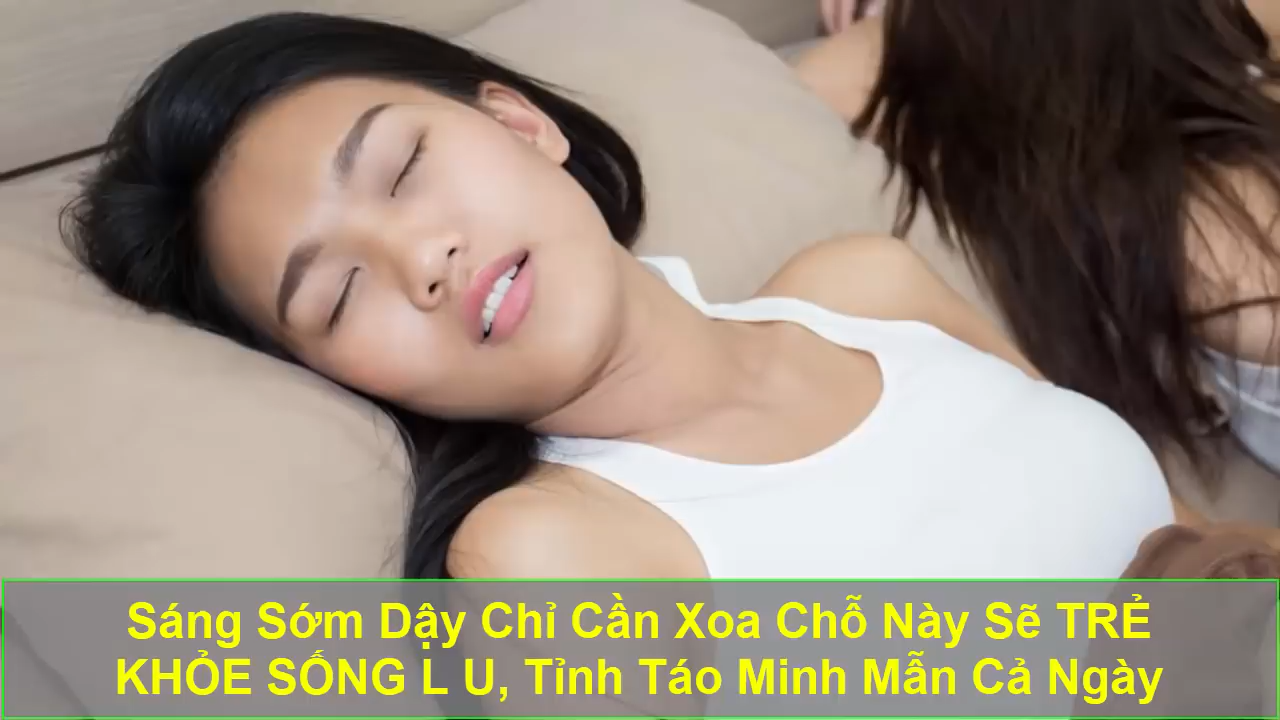 Sáng Sớm Dậy Chỉ Cần Xoa Chỗ Này Sẽ TRẺ
KHỎE SỐNG L U, Tỉnh Táo Minh Mẫn Cả Ngày